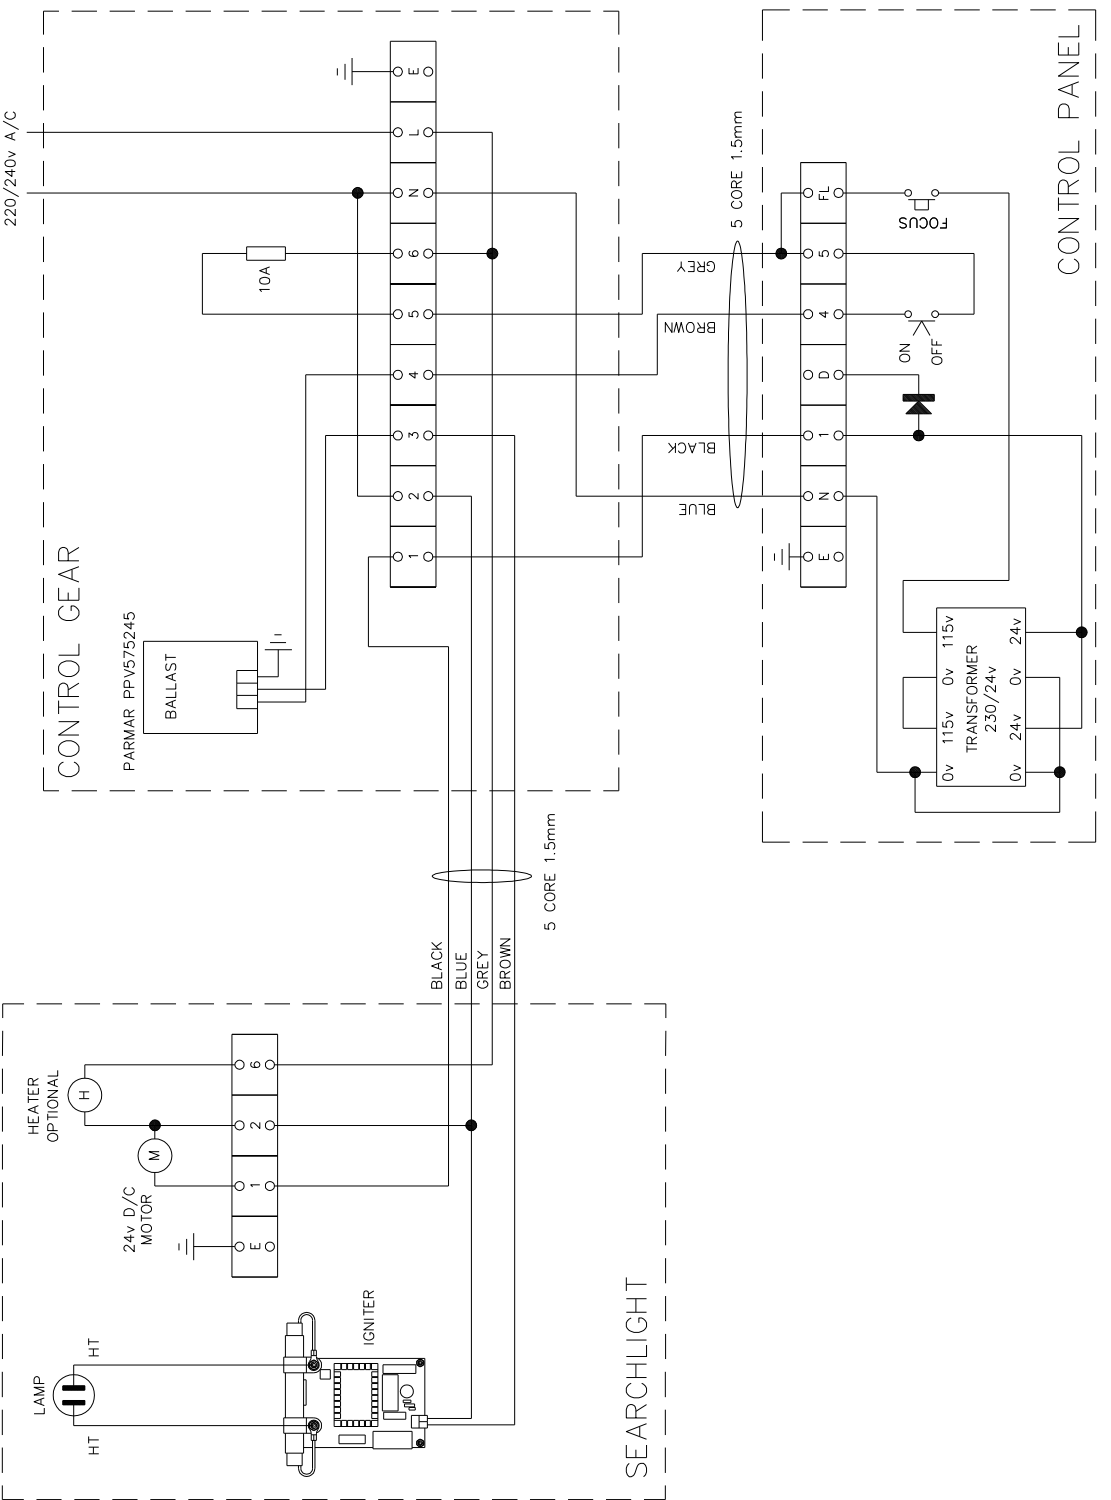 220/240v A/C
CONTROL GEAR
E
L
N
6
5
4
3
2
1
10A
PARMAR PPV575245
BALLAST
5 CORE 1.5mm
GREY
BROWN
BLACK
BLUE
CONTROL PANEL
FL
5
4
D
1
N
E
FOCUS
ON
OFF
TRANSFORMER
230/24v
0v
115v
0v
115v
0v
24v
0v
24v
5 CORE 1.5mm
BLACK
BLUE
GREY
BROWN
SEARCHLIGHT
HEATER
OPTIONAL
H
M
24v D/C
MOTOR
6
2
1
E
LAMP
HT
HT
IGNITER